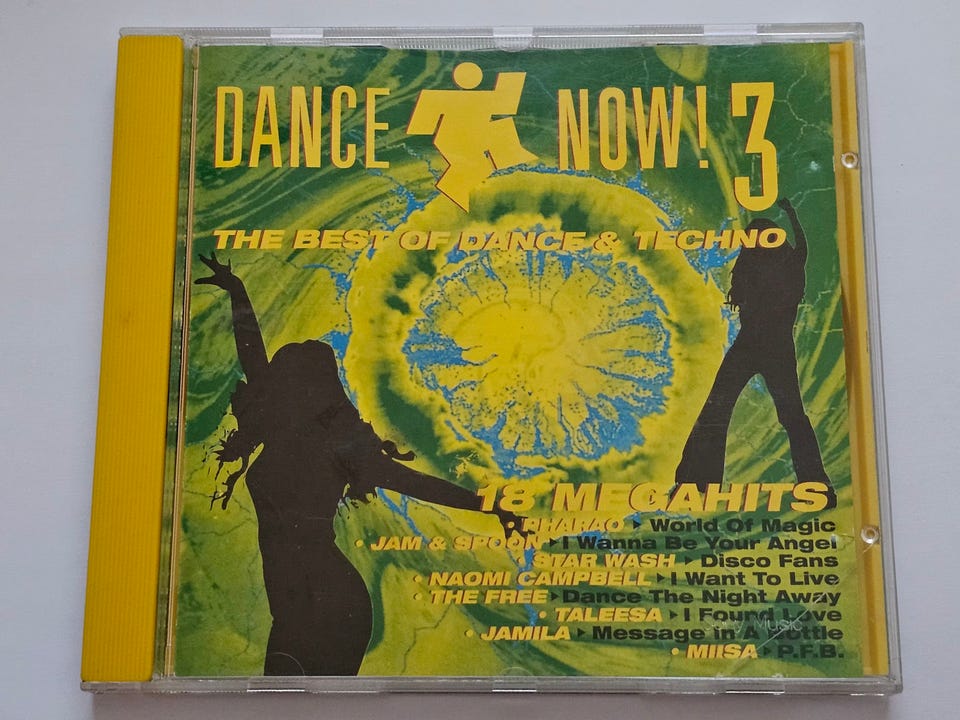 DANCE NOW! 3
THE BEST OF DANCE & TECHNO
18 MEGAHITS
• PHARAO ▸ World Of Magic
• JAM & SPOON ▸ I Wanna Be Your Angel
• STAR WASH ▸ Disco Fans
• NAOMI CAMPBELL ▸ I Want To Live
• THE FREE ▸ Dance The Night Away
• TALEESA ▸ I Found Love
Sony Music
• JAMILA ▸ Message in A Bottle
• MIISA ▸ P.F.B.